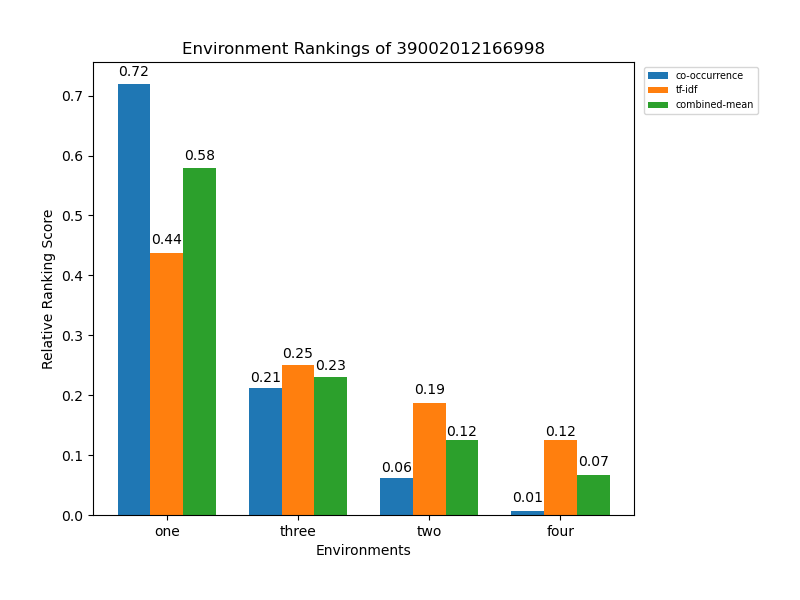 Environment Rankings of 39002012166998
co-occurrence
tf-idf
combined-mean
Relative Ranking Score
0.7
0.6
0.5
0.4
0.3
0.2
0.1
0.0
0.72
0.44
0.58
0.21
0.25
0.23
0.06
0.19
0.12
0.01
0.12
0.07
one three two four
Environments